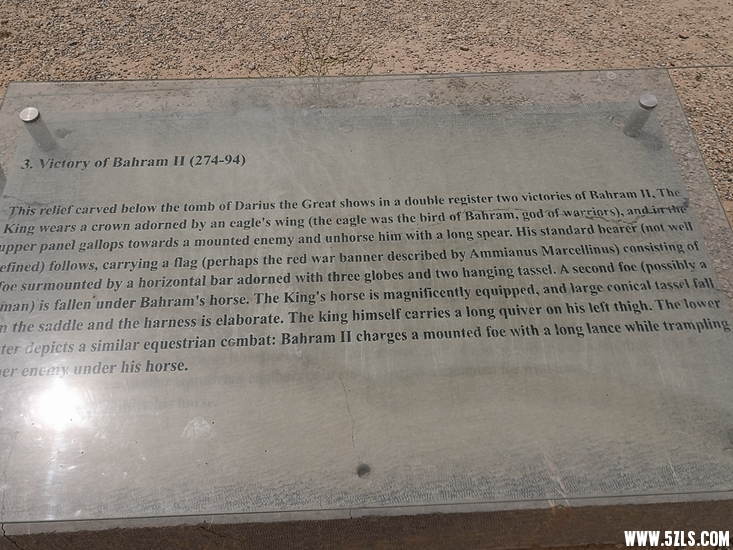 3. Victory of Bahram II (274-94)
This relief carved below the tomb of Darius the Great shows in a double register two victories of Bahram II. The
King wears a crown adorned by an eagle's wing (the eagle was the bird of Bahram, god of warriors), and in the
upper panel gallops towards a mounted enemy and unhorse him with a long spear. His standard bearer (not well
efined) follows, carrying a flag (perhaps the red war banner described by Ammianus Marcellinus) consisting of
foe surmounted by a horizontal bar adorned with three globes and two hanging tassel. A second foe (possibly a
man) is fallen under Bahram's horse. The King's horse is magnificently equipped, and large conical tassel fall
m the saddle and the harness is elaborate. The king himself carries a long quiver on his left thigh. The lower
ter depicts a similar equestrian combat: Bahram II charges a mounted foe with a long lance while trampling
er enemy under his horse.
WWW.5ZLS.COM